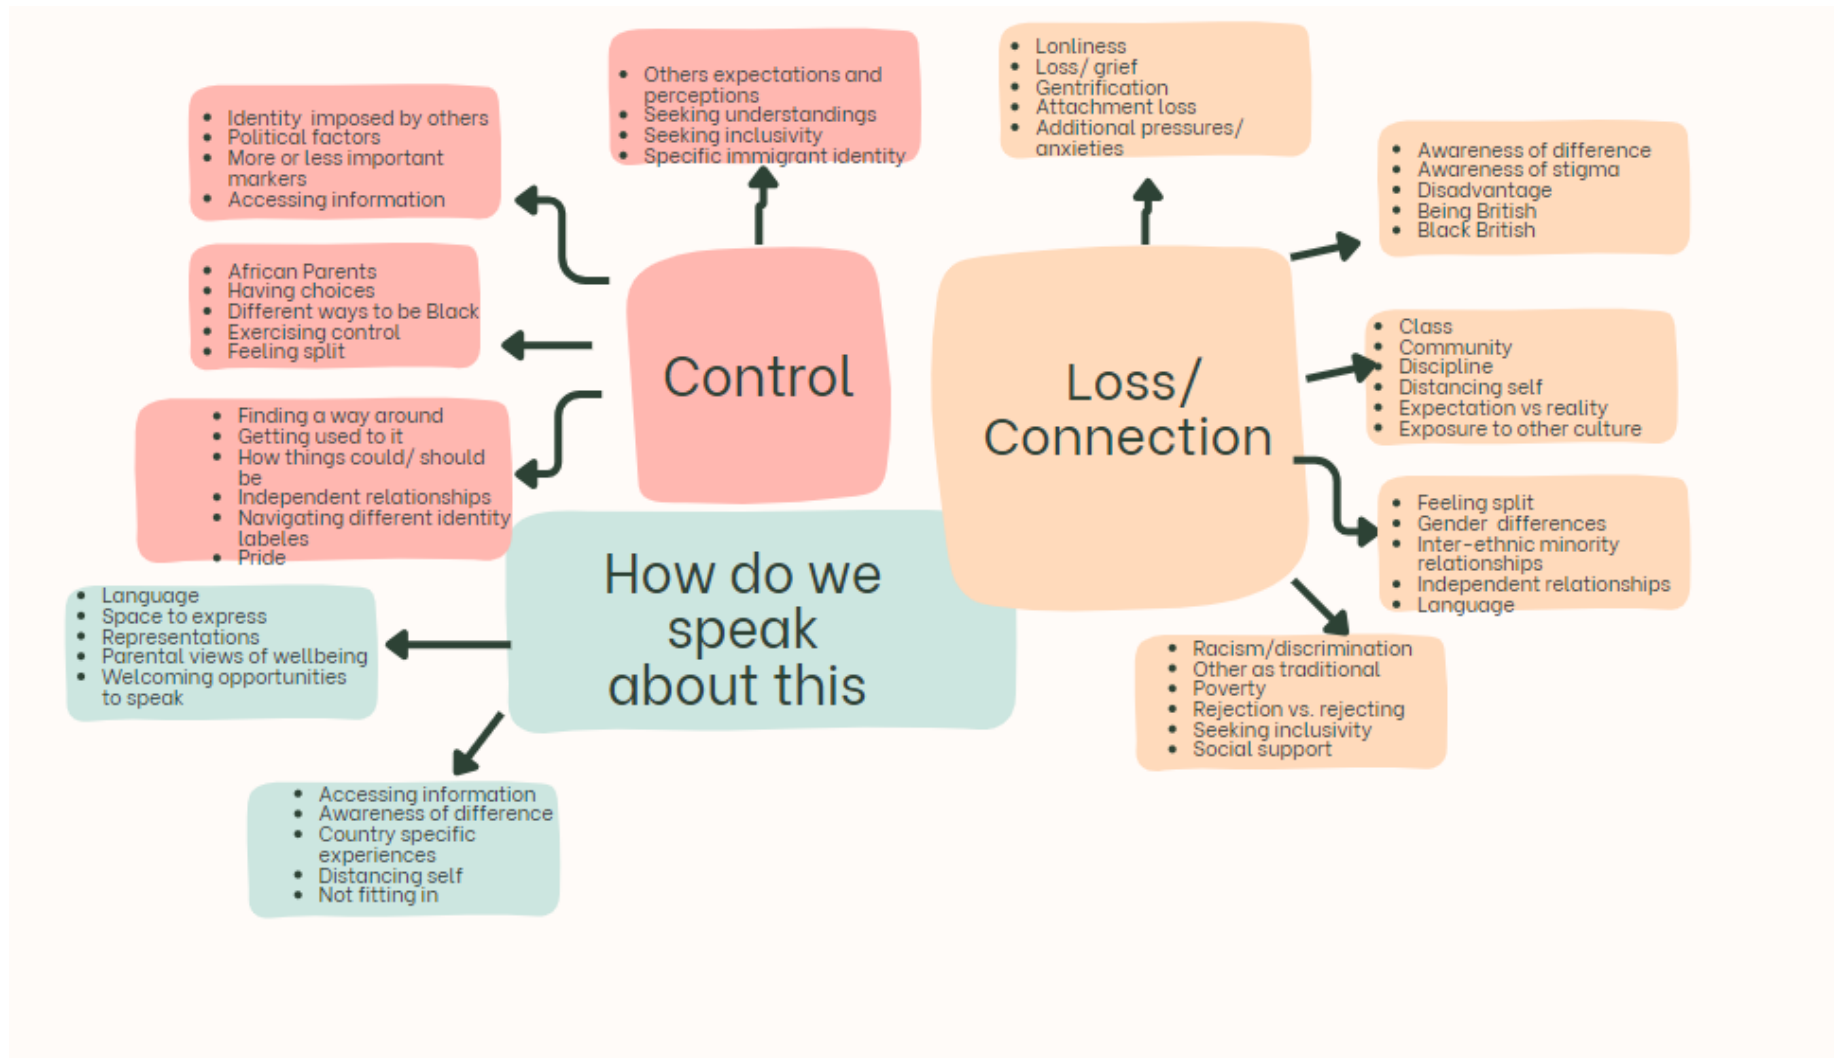 • Others expectations and
perceptions
• Seeking understandings
• Seeking inclusivity
• Specific immigrant identity
• Identity imposed by others
• Political factors
• More or less important
markers
• Accessing information
• African Parents
• Having choices
• Different ways to be Black
• Exercising control
• Feeling split
• Finding a way around
• Getting used to it
• How things could/ should
be
• Independent relationships
• Navigating different identity
labeles
• Pride
Control
• Lonliness
• Loss/ grief
• Gentrification
• Attachment loss
• Additional pressures/
anxieties
• Awareness of difference
• Awareness of stigma
• Disadvantage
• Being British
• Black British
Loss/
Connection
• Class
• Community
• Discipline
• Distancing self
• Expectation vs reality
• Exposure to other culture
• Feeling split
• Gender differences
• Inter-ethnic minority
relationships
• Independent relationships
• Language
• Racism/discrimination
• Other as traditional
• Poverty
• Rejection vs. rejecting
• Seeking inclusivity
• Social support
How do we
speak
about this
• Language
• Space to express
• Representations
• Parental views of wellbeing
• Welcoming opportunities
to speak
• Accessing information
• Awareness of difference
• Country specific
experiences
• Distancing self
• Not fitting in